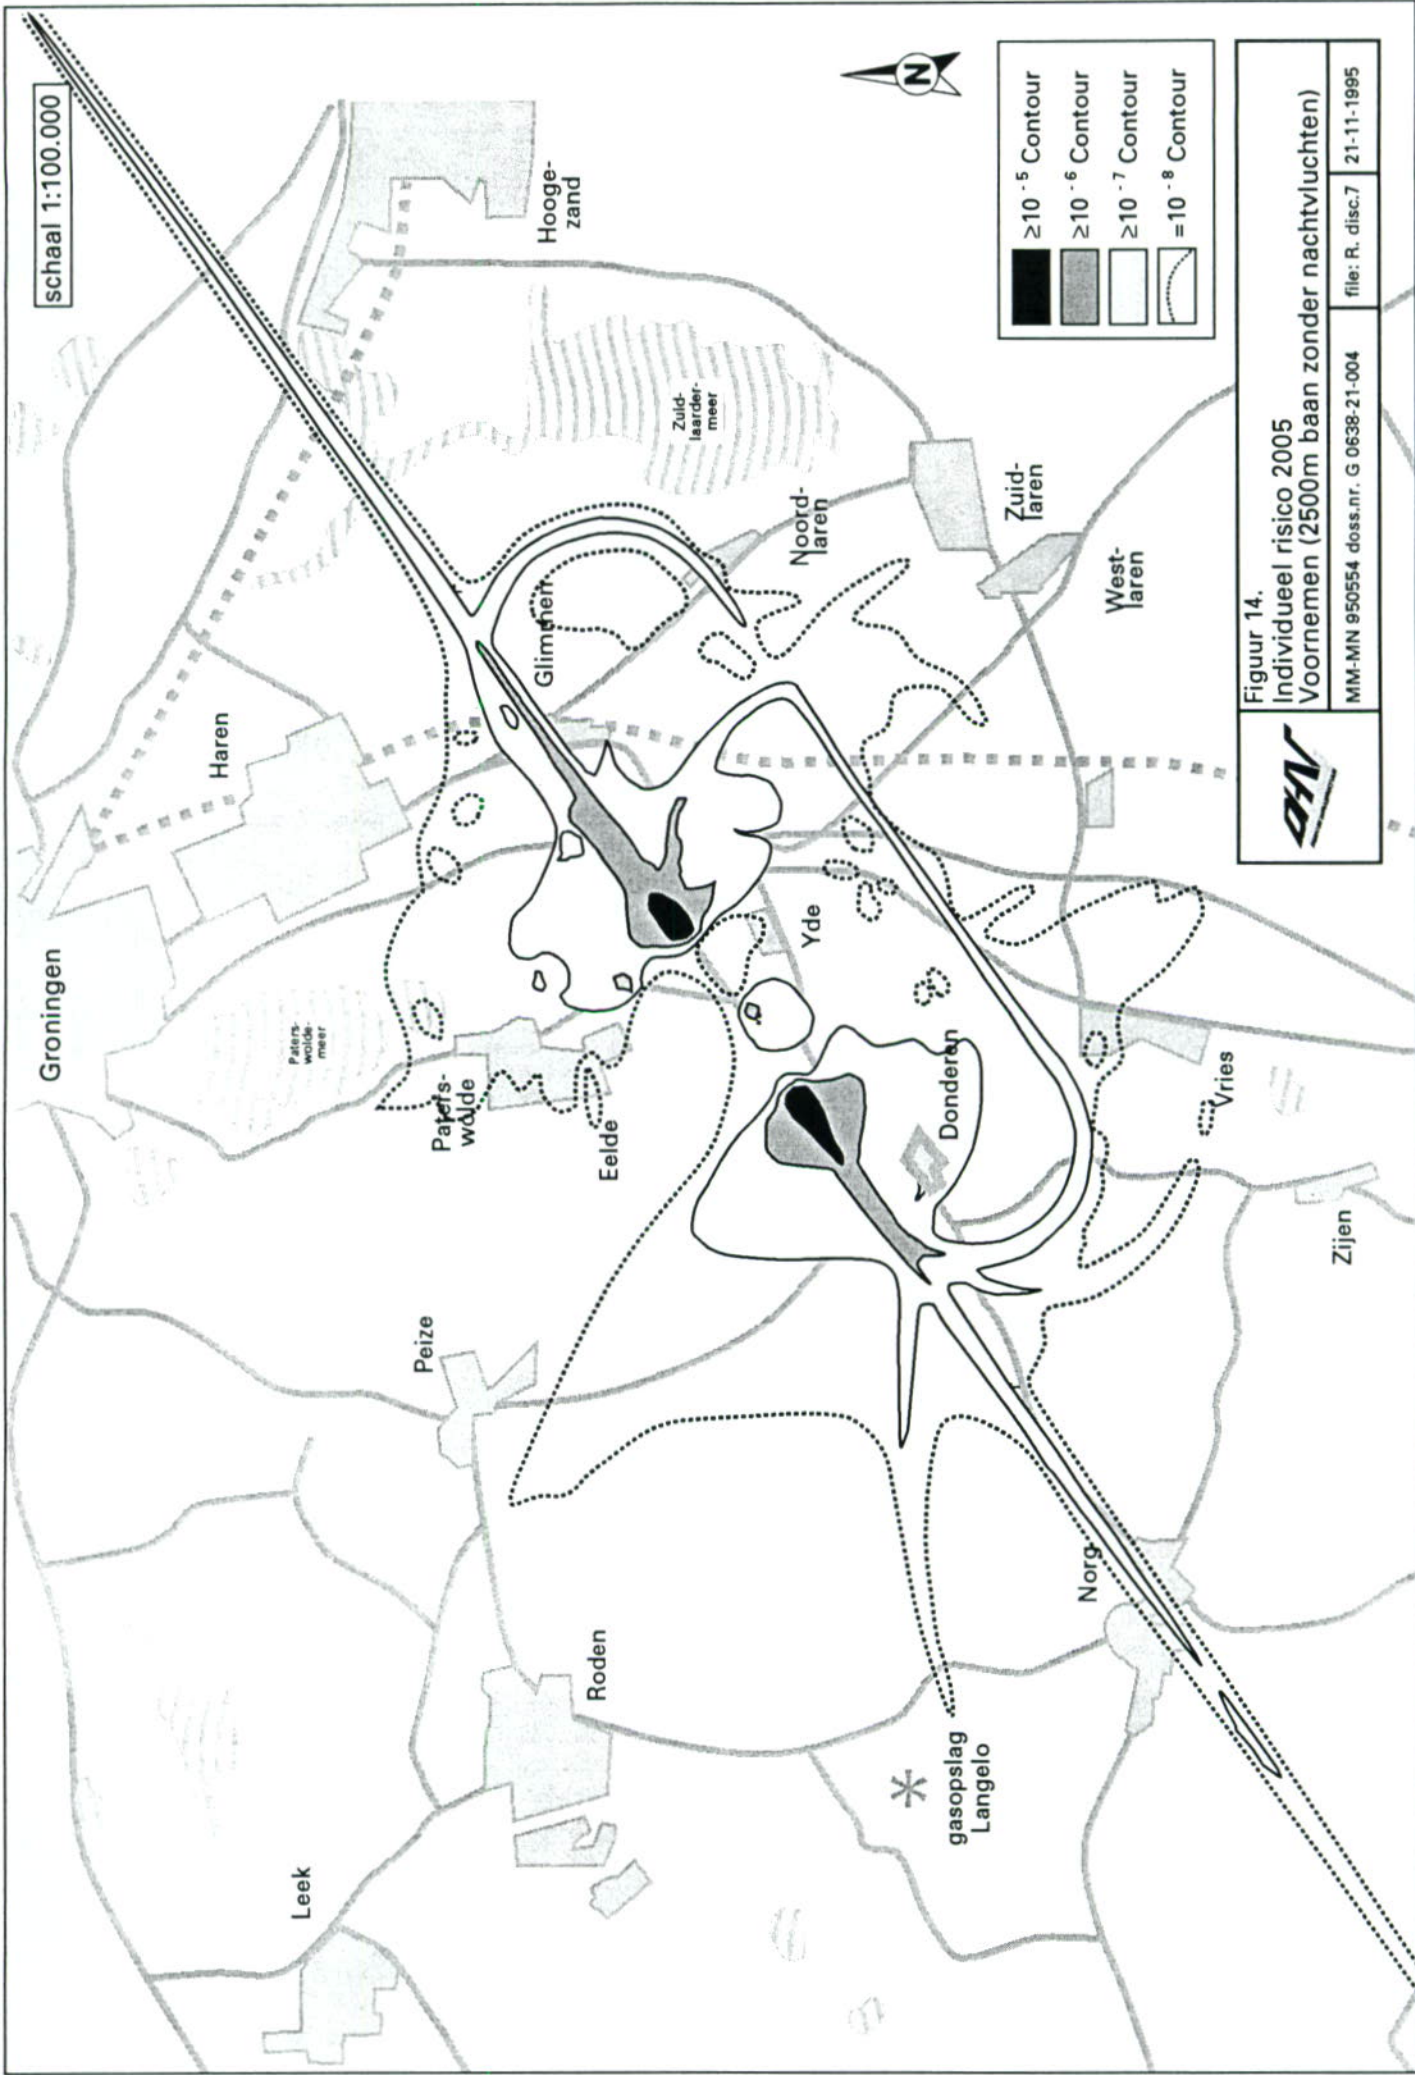 schaal 1:100.000
Groningen
Haren
Hooge-
zand
Paters-
wolde-
meer
Zuid-
laarder-
meer
Glimmen
Noord-
laren
Zuid-
laren
West-
laren
Paters-
wolde
Eelde
Yde
Donderen
Vries
Zijen
Peize
Roden
Leek
Norg
gasopslag
Langelo
N
≥10 -5 Contour
≥10 -6 Contour
≥10 -7 Contour
=10 -8 Contour
Figuur 14.
Individueel risico 2005
Voornemen (2500m baan zonder nachtvluchten)
MM-MN 950554 doss.nr. G 0638-21-004
file: R. disc.7
21-11-1995
DHV